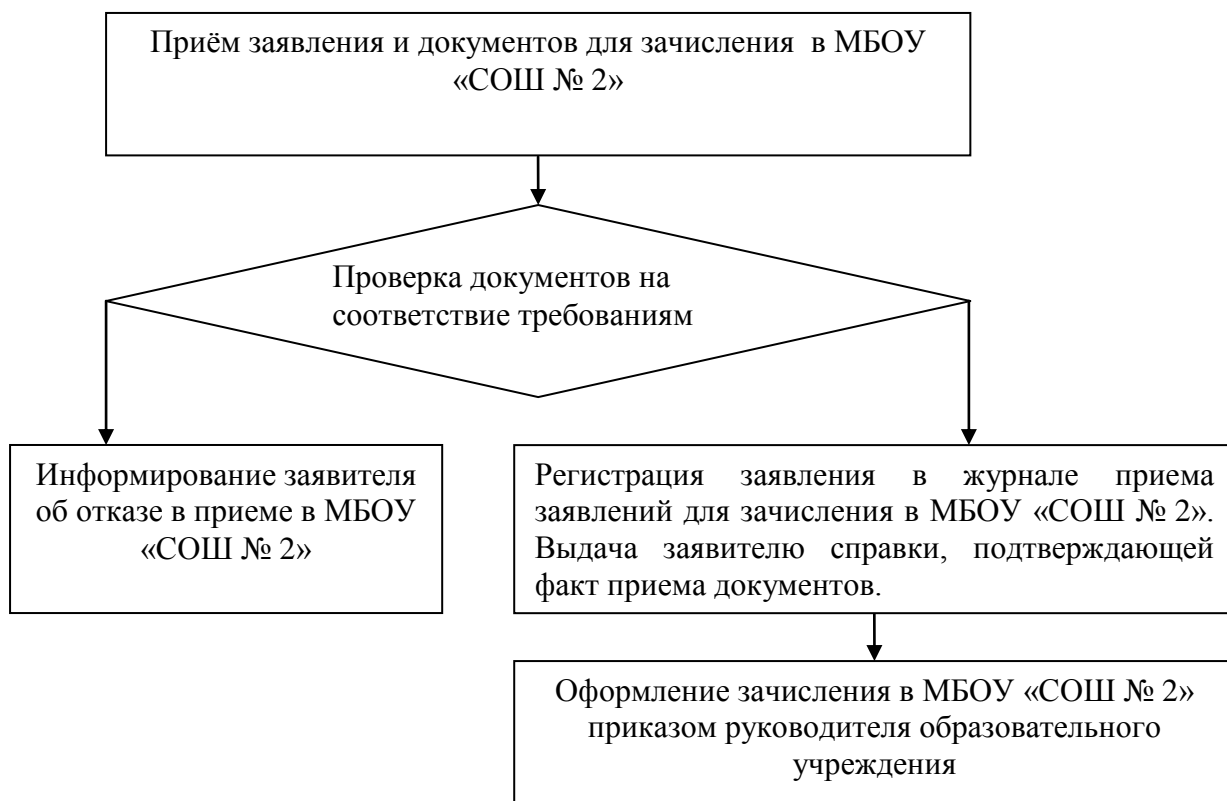 Приём заявления и документов для зачисления  в МБОУ
«СОШ № 2»
Проверка документов на
соответствие требованиям
Информирование заявителя
об отказе в приеме в МБОУ
«СОШ № 2»
Регистрация заявления в журнале приема
заявлений для зачисления в МБОУ «СОШ № 2».
Выдача заявителю справки, подтверждающей
факт приема документов.
Оформление зачисления в МБОУ «СОШ № 2»
приказом руководителя образовательного
учреждения